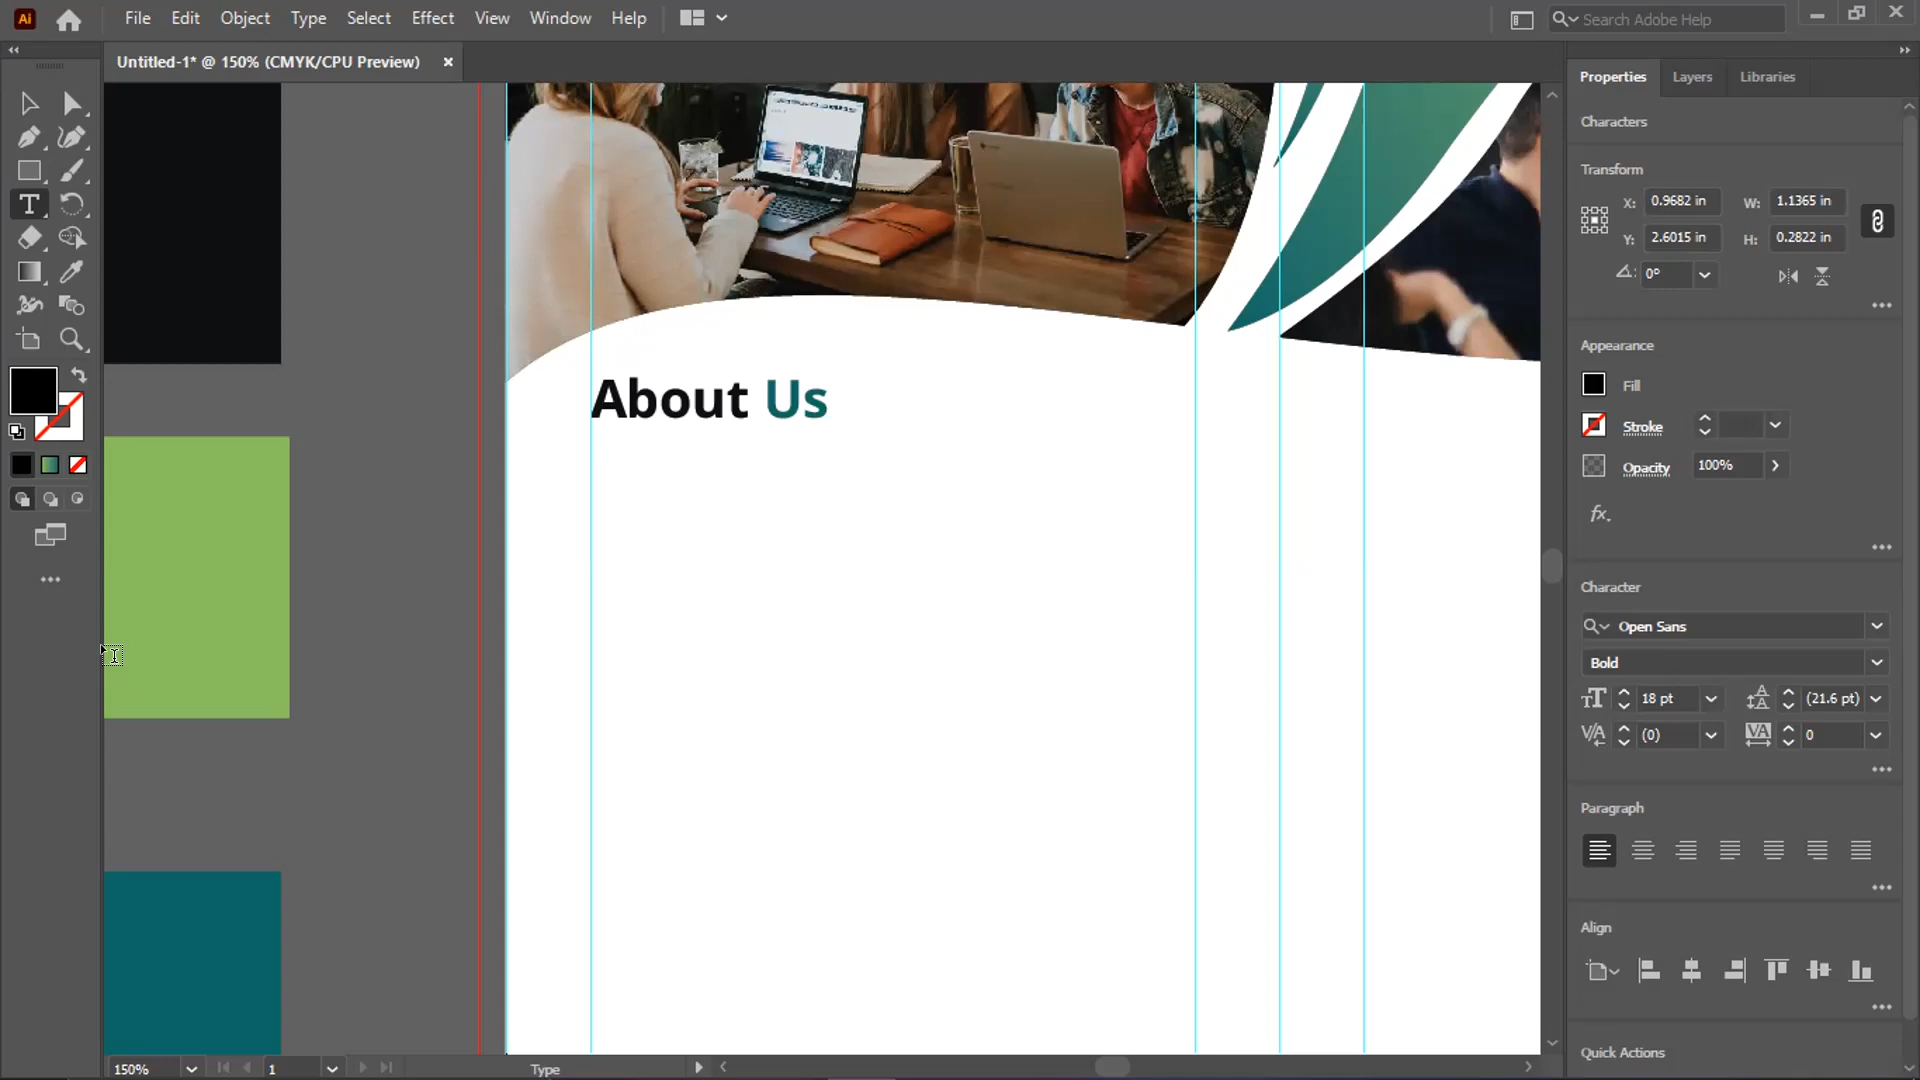 Ai File Edit Object Type Select Effect View Window Help Search Adobe Help
Untitled-1* @ 150% (CMYK/CPU Preview) ×
Properties Layers Libraries
Characters
Transform
X: 0.9682 in W: 1.1365 in
Y: 2.6015 in H: 0.2822 in
0°
Appearance
Fill
Stroke
Opacity 100%
fx.
About Us
Character
Open Sans
Bold
18 pt (21.6 pt)
(0) 0
Paragraph
Align
Quick Actions
150% 1 Type